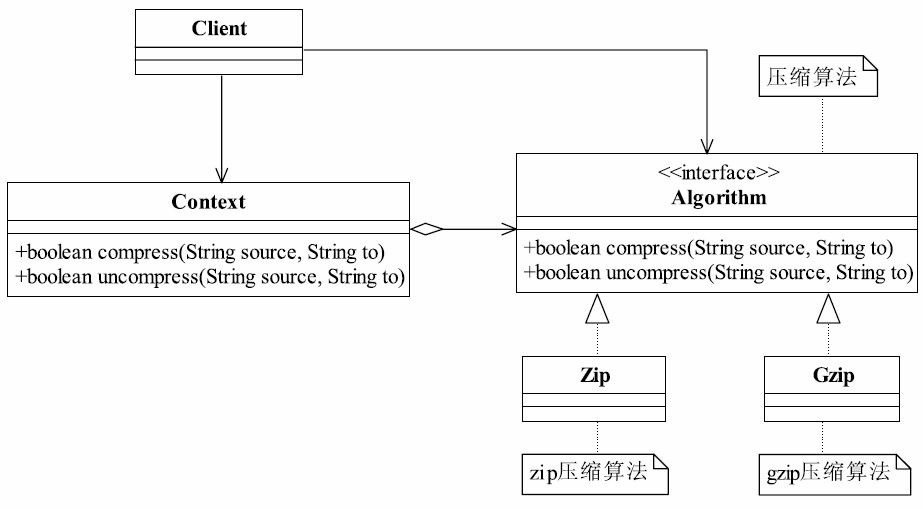 Client
压缩算法
<<interface>>
Algorithm
+boolean compress(String source, String to)
+boolean uncompress(String source, String to)
Context
+boolean compress(String source, String to)
+boolean uncompress(String source, String to)
Zip
Gzip
zip压缩算法
gzip压缩算法